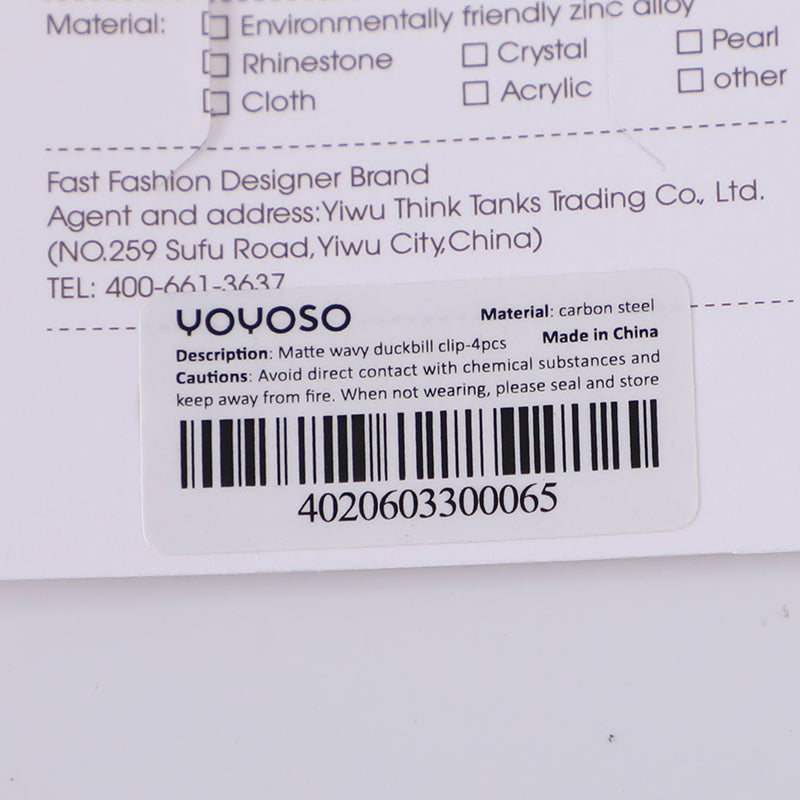 Material: □ Environmentally friendly zinc alloy
□ Rhinestone □ Crystal □ Pearl
□ Cloth □ Acrylic □ other
Fast Fashion Designer Brand
Agent and address:Yiwu Think Tanks Trading Co., Ltd.
(NO.259 Sufu Road,Yiwu City,China)
TEL: 400-661-3637
YOYOSO Material: carbon steel
Description: Matte wavy duckbill clip-4pcs Made in China
Cautions: Avoid direct contact with chemical substances and
keep away from fire. When not wearing, please seal and store
4020603300065